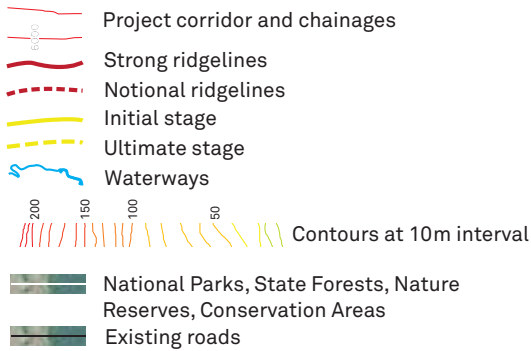 Project corridor and chainages
6000
Strong ridgelines
Notional ridgelines
Initial stage
Ultimate stage
Waterways
200 150 100 50
Contours at 10m interval
National Parks, State Forests, Nature
Reserves, Conservation Areas
Existing roads